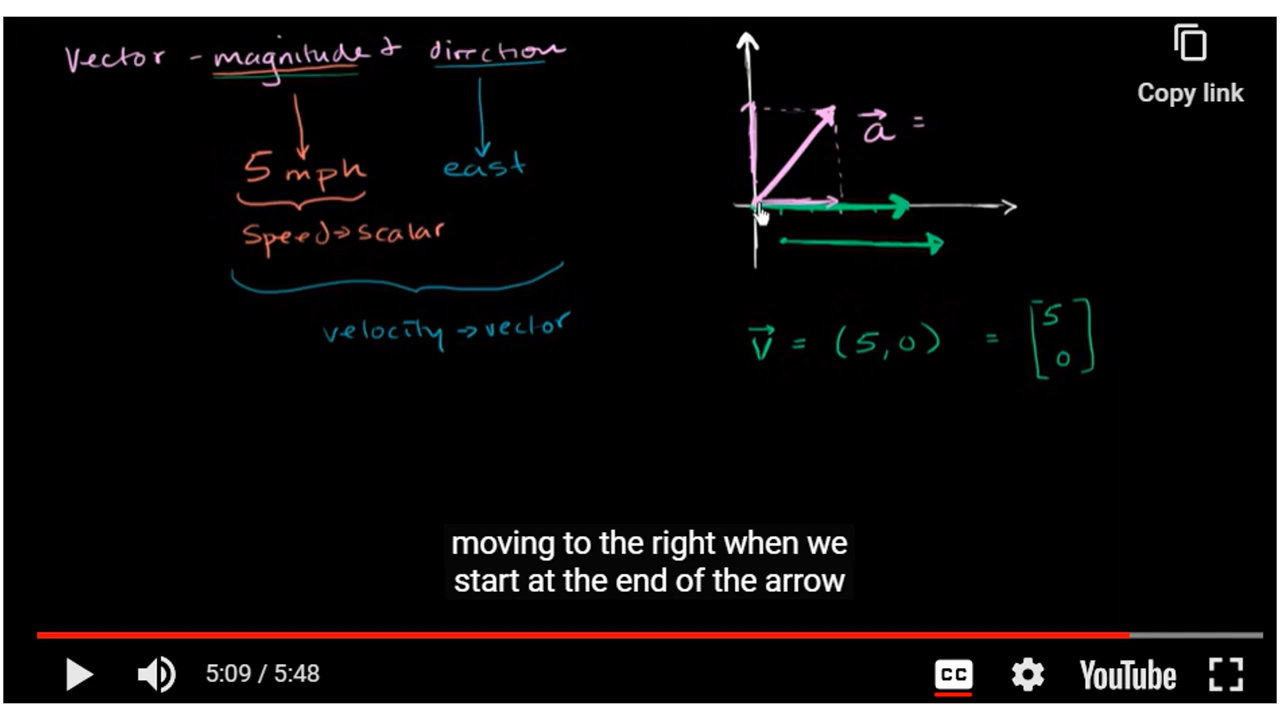 Vector - magnitude & direction
5 mph
east
Speed → scalar
velocity → vector
a⃗ =
v⃗ = (5,0) = [5 0]
Copy link
moving to the right when we
start at the end of the arrow
5:09 / 5:48
CC
YouTube